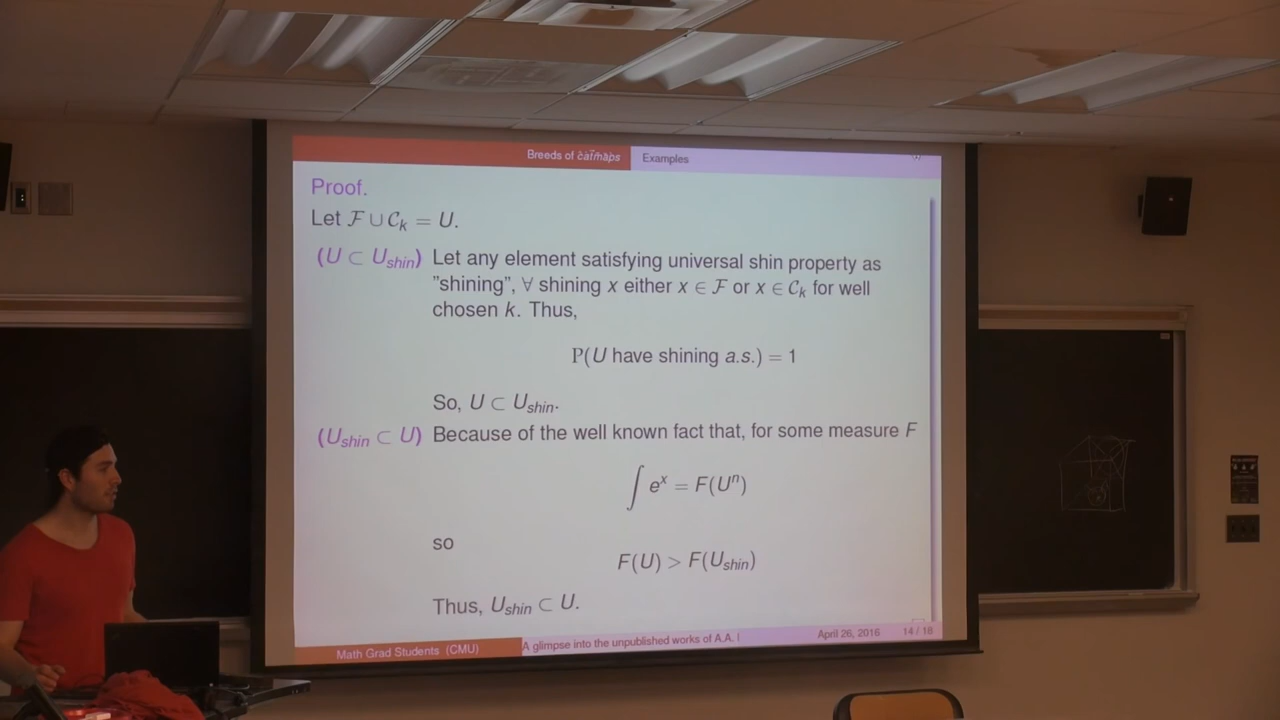 Breeds of c̄at̄m̄āps Examples
Proof.
Let ℱ ∪ 𝒞ₖ = U.
(U ⊂ U_shin) Let any element satisfying universal shin property as
"shining", ∀ shining x either x ∈ ℱ or x ∈ 𝒞ₖ for well
chosen k. Thus,
P(U have shining a.s.) = 1
So, U ⊂ U_shin.
(U_shin ⊂ U) Because of the well known fact that, for some measure F
∫ eˣ = F(Uⁿ)
so
F(U) > F(U_shin)
Thus, U_shin ⊂ U.
Math Grad Students (CMU) A glimpse into the unpublished works of A.A. April 26, 2016 14 / 18